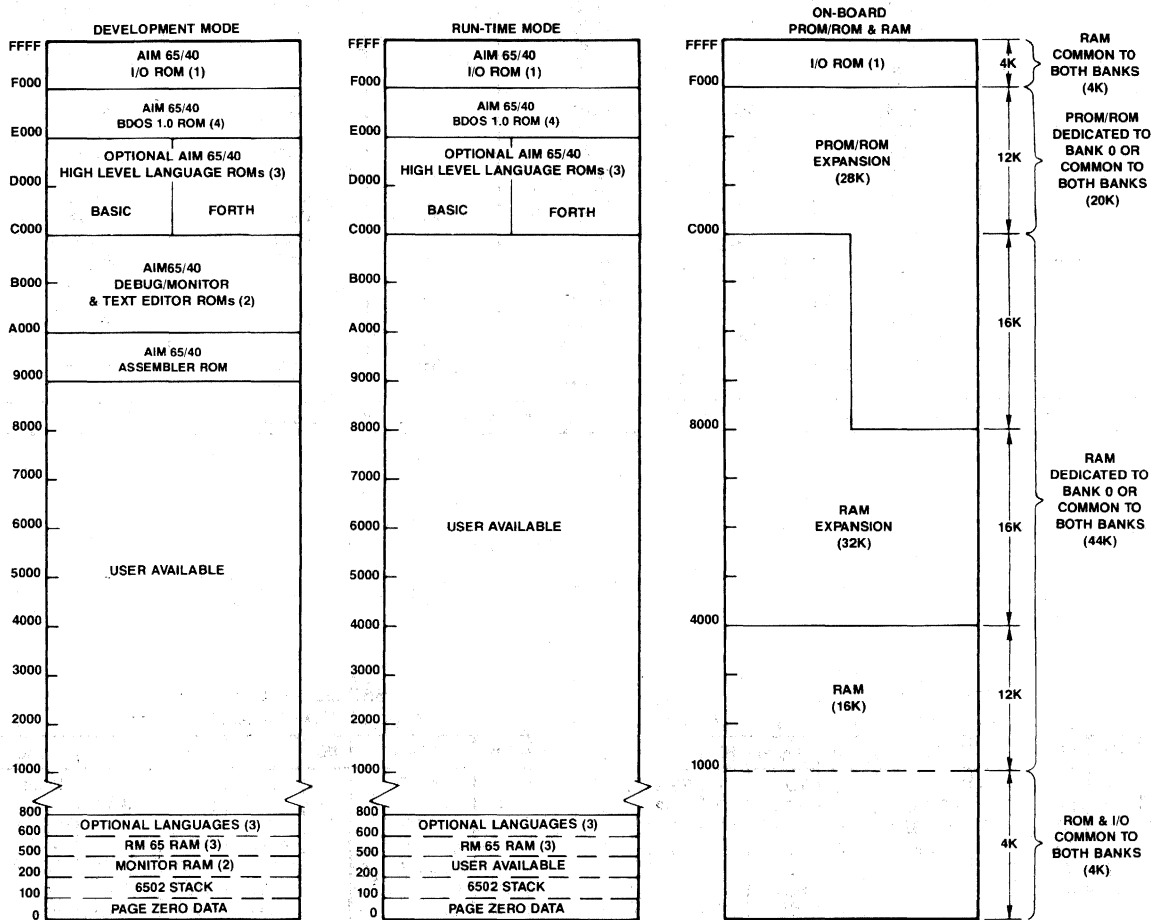 DEVELOPMENT MODE
FFFF
AIM 65/40
I/O ROM (1)
F000
AIM 65/40
BDOS 1.0 ROM (4)
E000
OPTIONAL AIM 65/40
HIGH LEVEL LANGUAGE ROMs (3)
D000
BASIC
FORTH
C000
AIM65/40
DEBUG/MONITOR
B000
& TEXT EDITOR ROMs (2)
A000
AIM 65/40
ASSEMBLER ROM
9000
8000
7000
6000
USER AVAILABLE
5000
4000
3000
2000
1000
800
OPTIONAL LANGUAGES (3)
600
RM 65 RAM (3)
500
MONITOR RAM (2)
200
6502 STACK
100
PAGE ZERO DATA
0
RUN-TIME MODE
FFFF
AIM 65/40
I/O ROM (1)
F000
AIM 65/40
BDOS 1.0 ROM (4)
E000
OPTIONAL AIM 65/40
HIGH LEVEL LANGUAGE ROMs (3)
D000
BASIC
FORTH
C000
B000
A000
9000
8000
7000
6000
USER AVAILABLE
5000
4000
3000
2000
1000
800
OPTIONAL LANGUAGES (3)
600
RM 65 RAM (3)
500
USER AVAILABLE
200
6502 STACK
100
PAGE ZERO DATA
0
ON-BOARD
PROM/ROM & RAM
FFFF
I/O ROM (1)
F000
PROM/ROM
EXPANSION
(28K)
C000
8000
RAM
EXPANSION
(32K)
4000
RAM
(16K)
1000
4K
12K
16K
16K
12K
4K
RAM
COMMON TO
BOTH BANKS
(4K)
PROM/ROM
DEDICATED TO
BANK 0 OR
COMMON TO
BOTH BANKS
(20K)
RAM
DEDICATED TO
BANK 0 OR
COMMON TO
BOTH BANKS
(44K)
ROM & I/O
COMMON TO
BOTH BANKS
(4K)